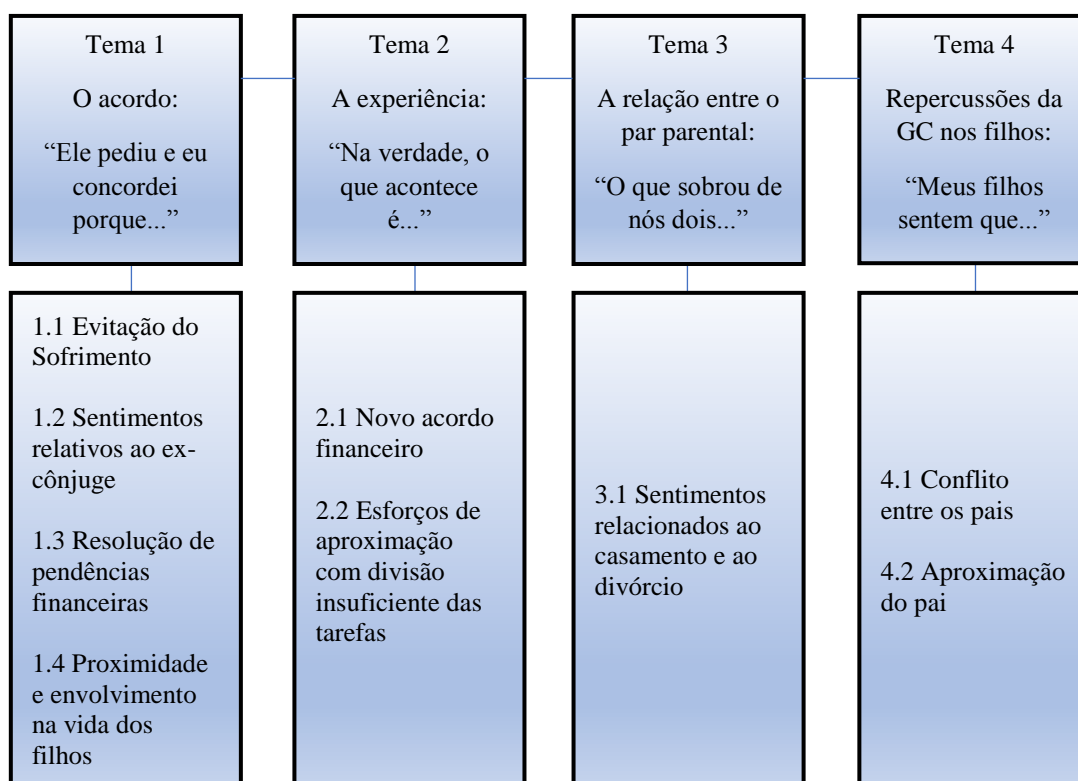 Tema 1
O acordo:
“Ele pediu e eu
concordei
porque...”
Tema 2
A experiência:
“Na verdade, o
que acontece
é...”
Tema 3
A relação entre o
par parental:
“O que sobrou de
nós dois...”
Tema 4
Repercussões da
GC nos filhos:
“Meus filhos
sentem que...”
1.1 Evitação do
Sofrimento
1.2 Sentimentos
relativos ao ex-
cônjuge
1.3 Resolução de
pendências
financeiras
1.4 Proximidade
e envolvimento
na vida dos
filhos
2.1 Novo acordo
financeiro
2.2 Esforços de
aproximação
com divisão
insuficiente das
tarefas
3.1 Sentimentos
relacionados ao
casamento e ao
divórcio
4.1 Conflito
entre os pais
4.2 Aproximação
do pai